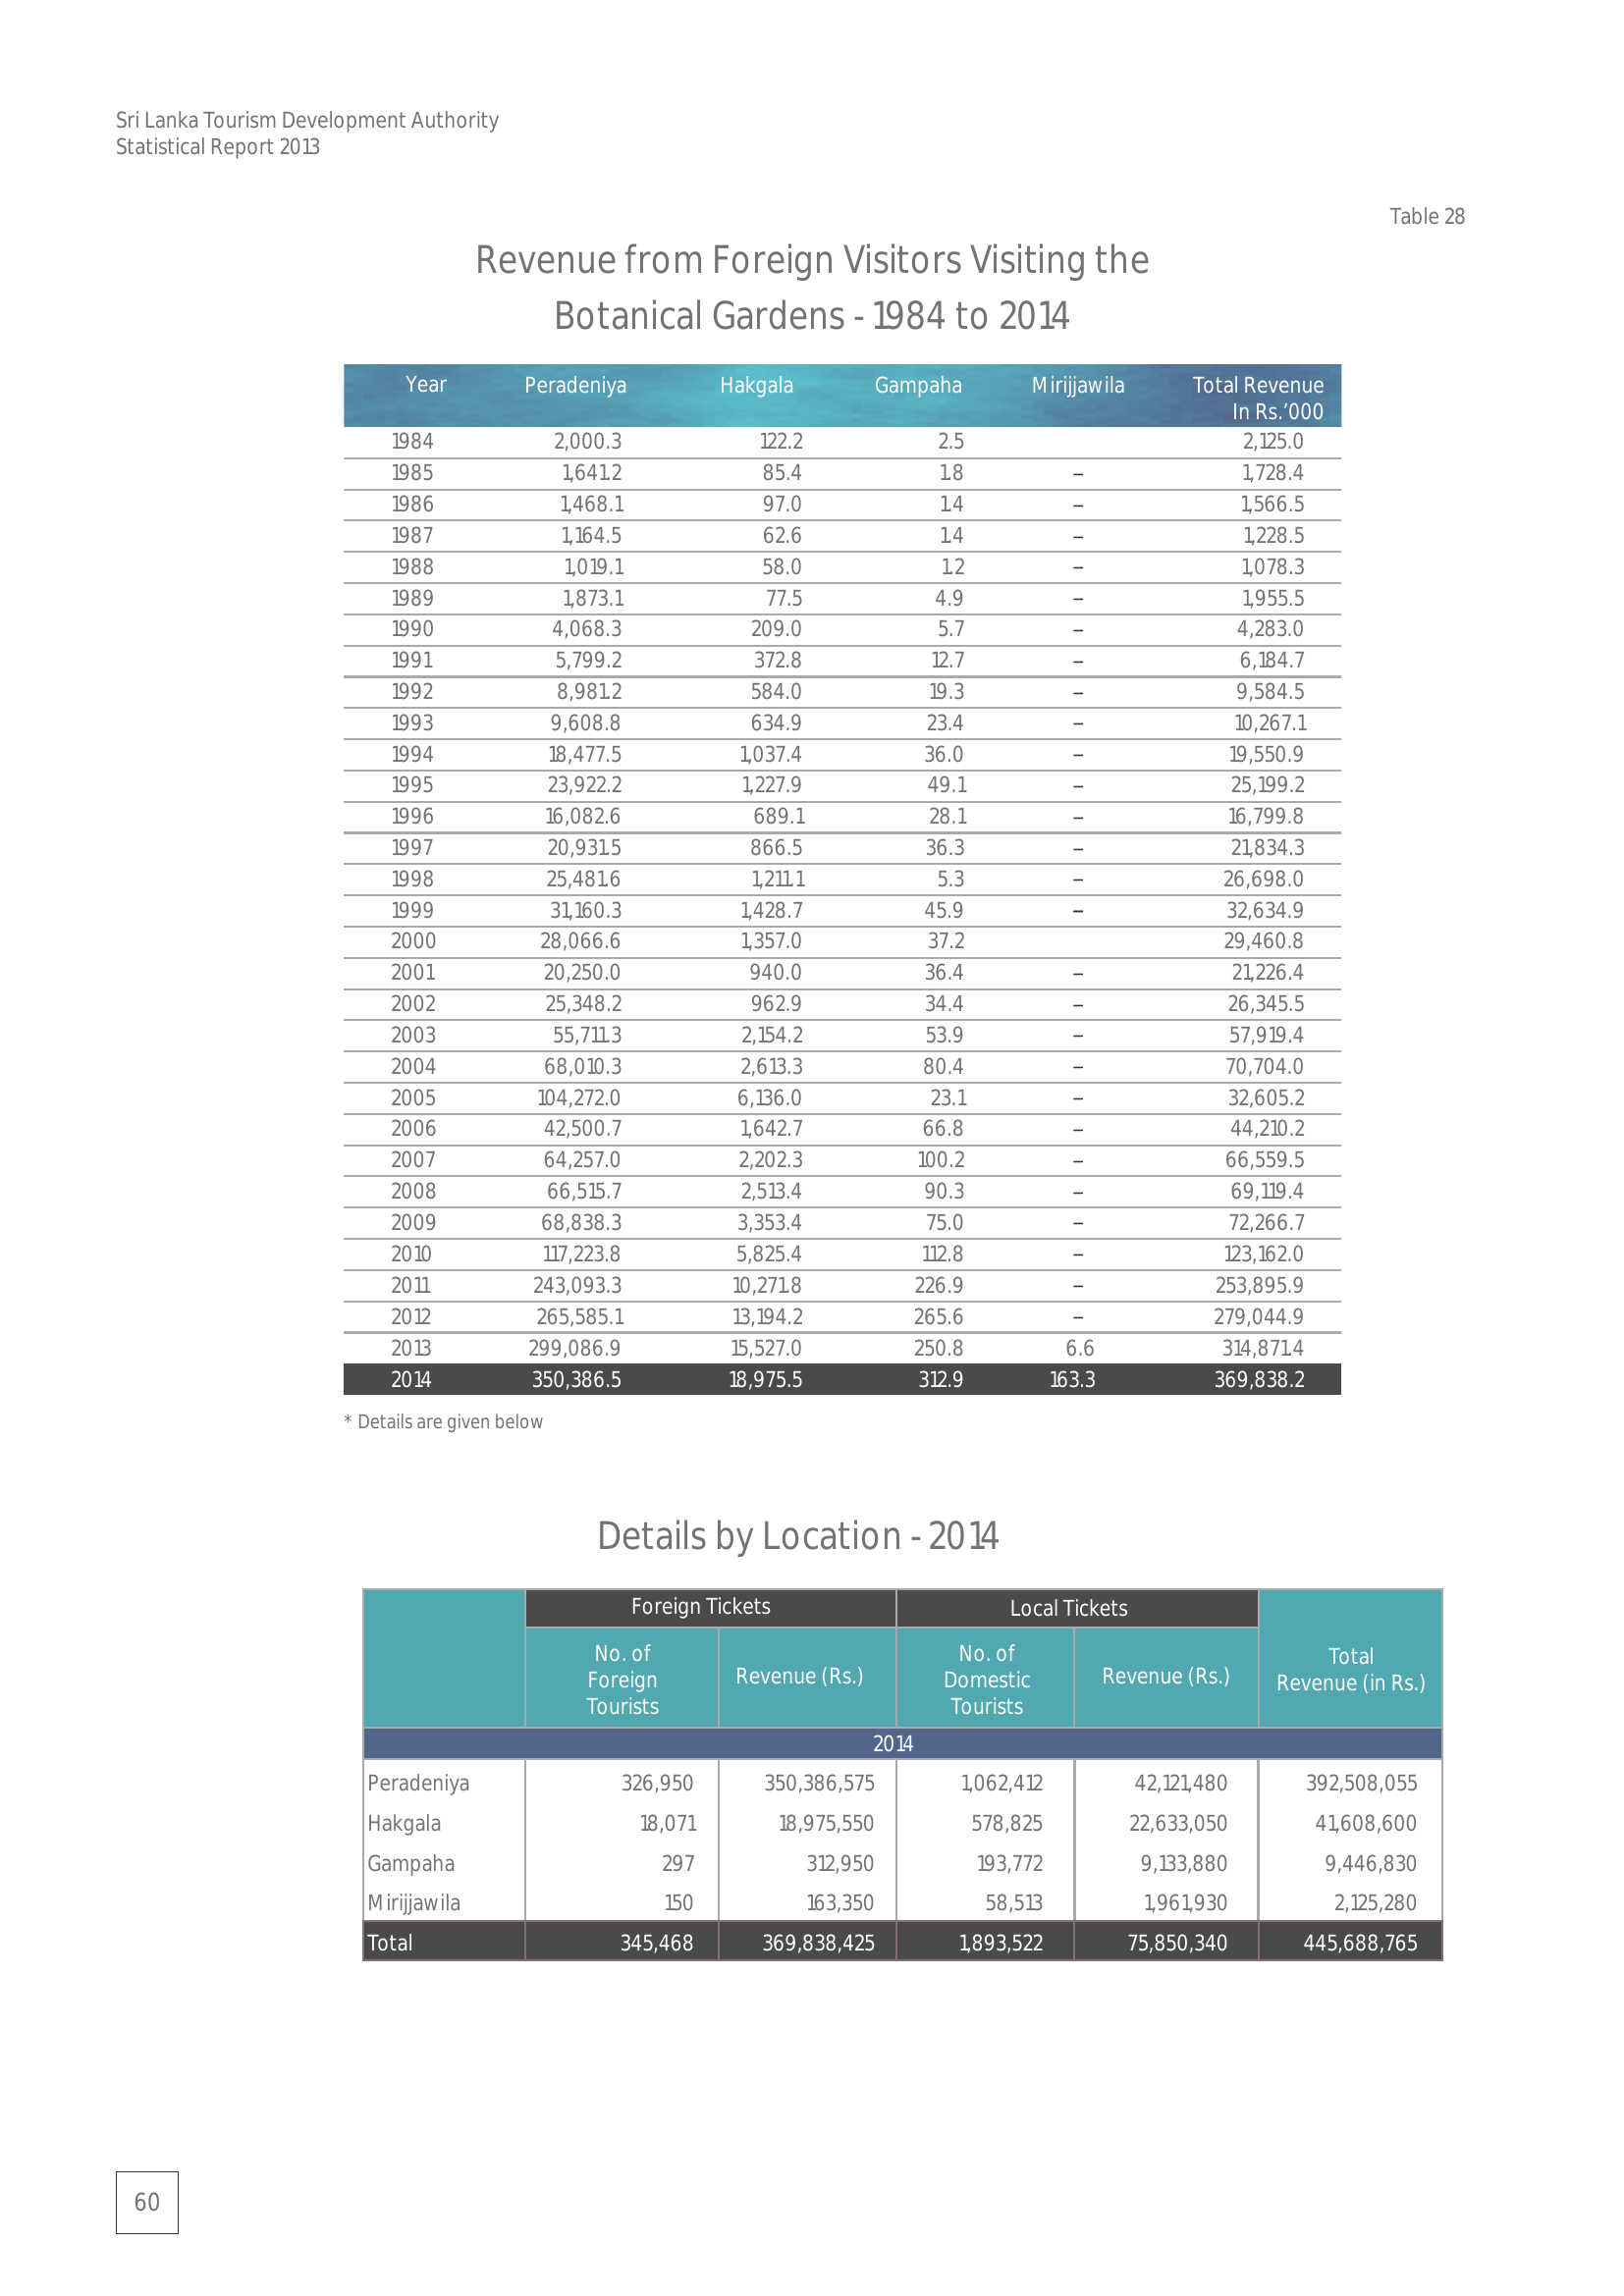 Sri Lanka Tourism Development Authority
Statistical Report 2013
Table 28
Revenue from Foreign Visitors Visiting the
Botanical Gardens - 1984 to 2014
Year Peradeniya Hakgala Gampaha Mirijjawila Total Revenue
In Rs.’000
1984 2,000.3 122.2 2.5 2,125.0
1985 1,641.2 85.4 1.8 – 1,728.4
1986 1,468.1 97.0 1.4 – 1,566.5
1987 1,164.5 62.6 1.4 – 1,228.5
1988 1,019.1 58.0 1.2 – 1,078.3
1989 1,873.1 77.5 4.9 – 1,955.5
1990 4,068.3 209.0 5.7 – 4,283.0
1991 5,799.2 372.8 12.7 – 6,184.7
1992 8,981.2 584.0 19.3 – 9,584.5
1993 9,608.8 634.9 23.4 – 10,267.1
1994 18,477.5 1,037.4 36.0 – 19,550.9
1995 23,922.2 1,227.9 49.1 – 25,199.2
1996 16,082.6 689.1 28.1 – 16,799.8
1997 20,931.5 866.5 36.3 – 21,834.3
1998 25,481.6 1,211.1 5.3 – 26,698.0
1999 31,160.3 1,428.7 45.9 – 32,634.9
2000 28,066.6 1,357.0 37.2 29,460.8
2001 20,250.0 940.0 36.4 – 21,226.4
2002 25,348.2 962.9 34.4 – 26,345.5
2003 55,711.3 2,154.2 53.9 – 57,919.4
2004 68,010.3 2,613.3 80.4 – 70,704.0
2005 104,272.0 6,136.0 23.1 – 32,605.2
2006 42,500.7 1,642.7 66.8 – 44,210.2
2007 64,257.0 2,202.3 100.2 – 66,559.5
2008 66,515.7 2,513.4 90.3 – 69,119.4
2009 68,838.3 3,353.4 75.0 – 72,266.7
2010 117,223.8 5,825.4 112.8 – 123,162.0
2011 243,093.3 10,271.8 226.9 – 253,895.9
2012 265,585.1 13,194.2 265.6 – 279,044.9
2013 299,086.9 15,527.0 250.8 6.6 314,871.4
2014 350,386.5 18,975.5 312.9 163.3 369,838.2
* Details are given below
Details by Location - 2014
Foreign Tickets Local Tickets
No. of
Foreign
Tourists
Revenue (Rs.)
No. of
Domestic
Tourists
Revenue (Rs.)
Total
Revenue (in Rs.)
2014
Peradeniya 326,950 350,386,575 1,062,412 42,121,480 392,508,055
Hakgala 18,071 18,975,550 578,825 22,633,050 41,608,600
Gampaha 297 312,950 193,772 9,133,880 9,446,830
Mirijjawila 150 163,350 58,513 1,961,930 2,125,280
Total 345,468 369,838,425 1,893,522 75,850,340 445,688,765
60